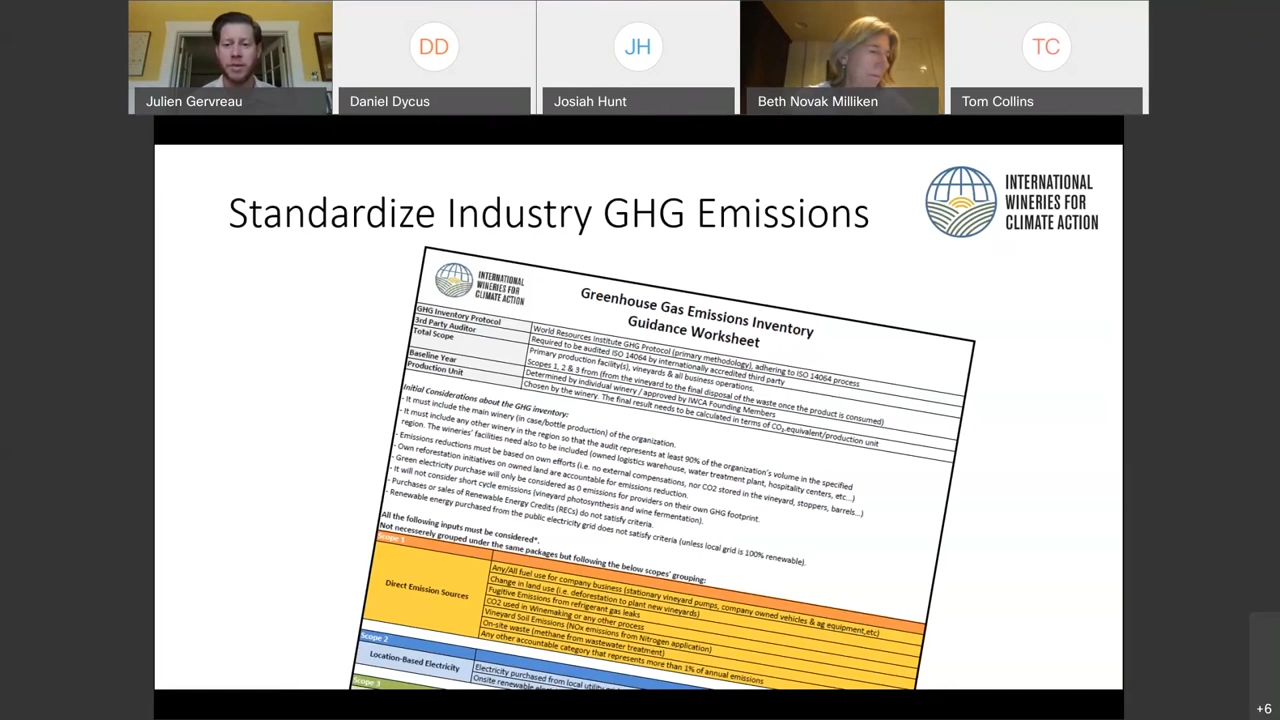 Julien Gervreau
DD
Daniel Dycus
JH
Josiah Hunt
Beth Novak Milliken
TC
Tom Collins
Standardize Industry GHG Emissions
INTERNATIONAL
WINERIES FOR
CLIMATE ACTION
INTERNATIONAL
WINERIES FOR
CLIMATE ACTION
Greenhouse Gas Emissions Inventory
Guidance Worksheet
GHG Inventory Protocol
World Resources Institute GHG Protocol (primary methodology), adhering to ISO 14064 process
3rd Party Auditor
Required to be audited ISO 14064 by internationally accredited third party
Total Scope
Primary production facility(s), vineyards & all business operations.
Scopes 1, 2 & 3 from (from the vineyard to the final disposal of the waste once the product is consumed)
Baseline Year
Determined by individual winery / approved by IWCA Founding Members
Production Unit
Chosen by the winery. The final result needs to be calculated in terms of CO2 equivalent/production unit
Initial Considerations about the GHG inventory:
- It must include the main winery (in case/bottle production) of the organization.
- It must include any other winery in the region so that the audit represents at least 90% of the organization's volume in the specified
region. The wineries' facilities need also to be included (owned logistics warehouse, water treatment plant, hospitality centers, etc...)
- Emissions reductions must be based on own efforts (i.e. no external compensations, nor CO2 stored in the vineyard, stoppers, barrels...)
- Own reforestation initiatives on owned land are accountable for emissions reduction.
- Green electricity purchase will only be considered as 0 emissions for providers on their own GHG footprint.
- It will not consider short cycle emissions (vineyard photosynthesis and wine fermentation).
- Purchases or sales of Renewable Energy Credits (RECs) do not satisfy criteria.
- Renewable energy purchased from the public electricity grid does not satisfy criteria (unless local grid is 100% renewable).
All the following inputs must be considered*.
Not necesserely grouped under the same packages but following the below scopes' grouping:
Scope 1
Direct Emission Sources
Any/All fuel use for company business (stationary vineyard pumps, company owned vehicles & ag equipment,etc)
Change in land use (i.e. deforestation to plant new vineyards)
Fugitive Emissions from refrigerant gas leaks
CO2 used in Winemaking or any other process
Vineyard Soil Emissions (NOx emissions from Nitrogen application)
On-site waste (methane from wastewater treatment)
Any other accountable category that represents more than 1% of annual emissions
Scope 2
Location-Based Electricity
Electricity purchased from local utility
Onsite renewable
Scope 3
+6